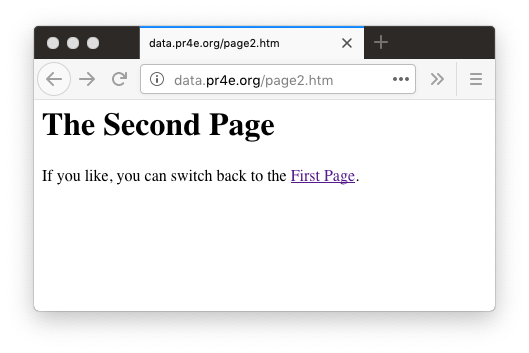 data.pr4e.org/page2.htm
data.pr4e.org/page2.htm
The Second Page
If you like, you can switch back to the First Page.